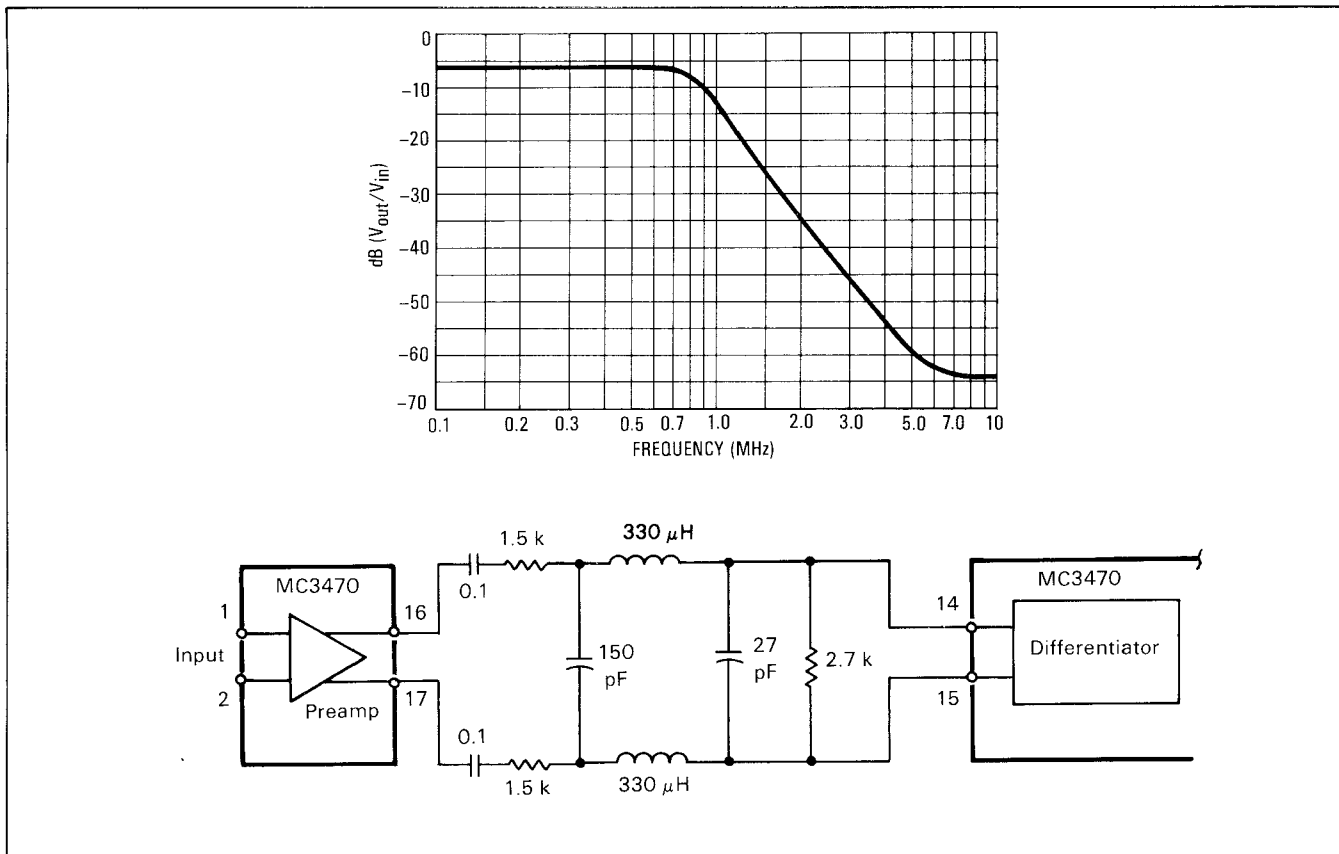 0
-10
-20
-30
-40
-50
-60
-70
dB (Vout/Vin)
0.1 0.2 0.3 0.5 0.7 1.0 2.0 3.0 5.0 7.0 10
FREQUENCY (MHz)
1.5 k
330 μH
0.1
MC3470
1
16
Input
2
Preamp
17
150 pF
27 pF
2.7 k
0.1
1.5 k
330 μH
MC3470
14
Differentiator
15